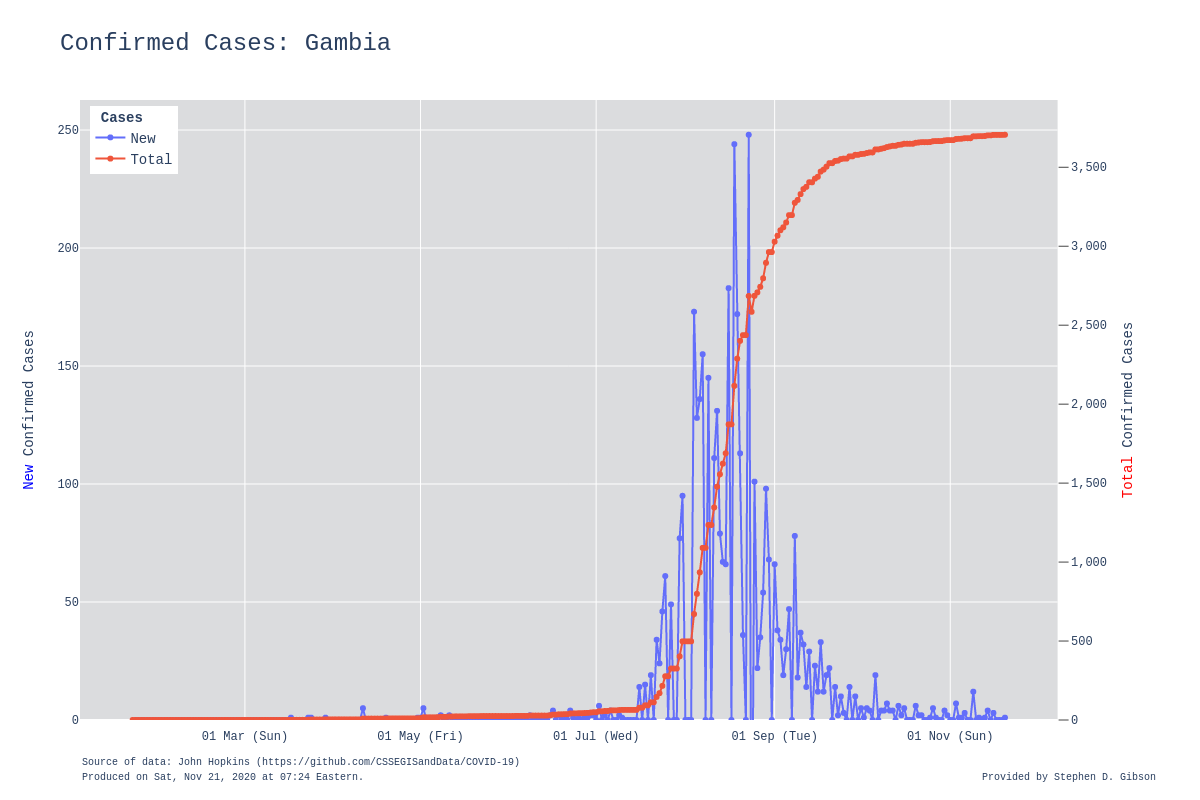 Confirmed Cases: Gambia
Cases
New
Total
250
200
150
100
50
0
3,500
3,000
2,500
2,000
1,500
1,000
500
0
New Confirmed Cases
Total Confirmed Cases
01 Mar (Sun)
01 May (Fri)
01 Jul (Wed)
01 Sep (Tue)
01 Nov (Sun)
Source of data: John Hopkins (https://github.com/CSSEGISandData/COVID-19)
Produced on Sat, Nov 21, 2020 at 07:24 Eastern.
Provided by Stephen D. Gibson